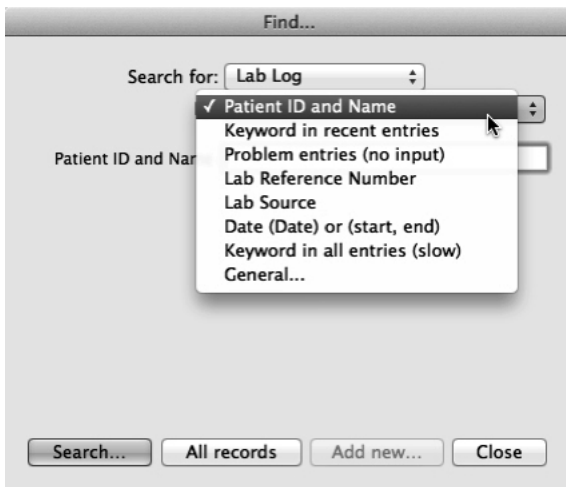 Find...
Search for: Lab Log
✓ Patient ID and Name
Keyword in recent entries
Patient ID and Nam Problem entries (no input)
Lab Reference Number
Lab Source
Date (Date) or (start, end)
Keyword in all entries (slow)
General...
Search... All records Add new... Close